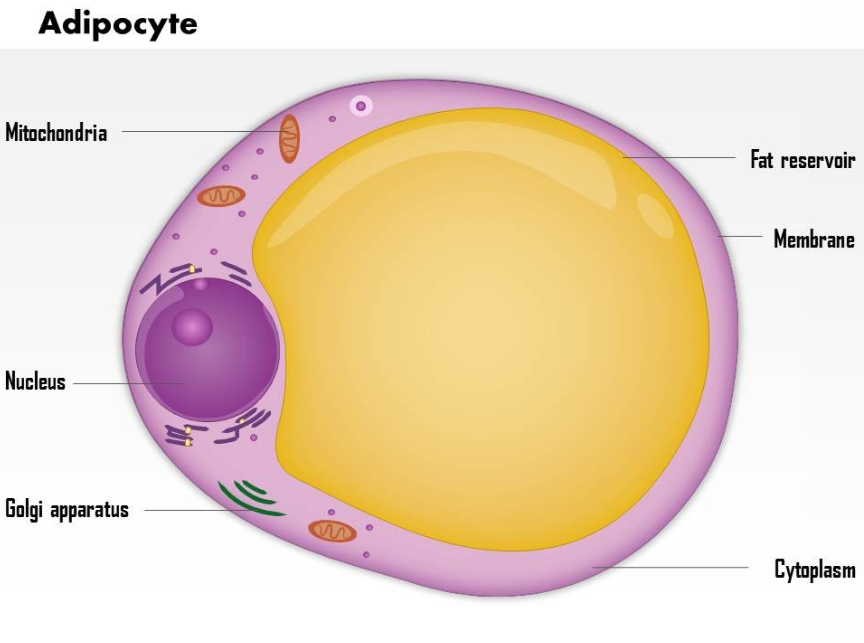 Adipocyte
Mitochondria
Fat reservoir
Membrane
Nucleus
Golgi apparatus
Cytoplasm